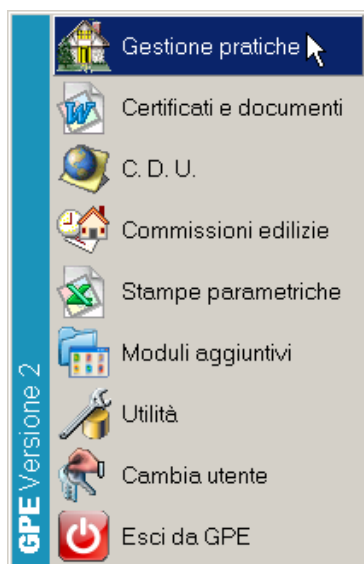 Gestione pratiche
Certificati e documenti
C. D. U.
Commissioni edilizie
Stampe parametriche
Moduli aggiuntivi
Utilità
Cambia utente
Esci da GPE
GPE Versione 2